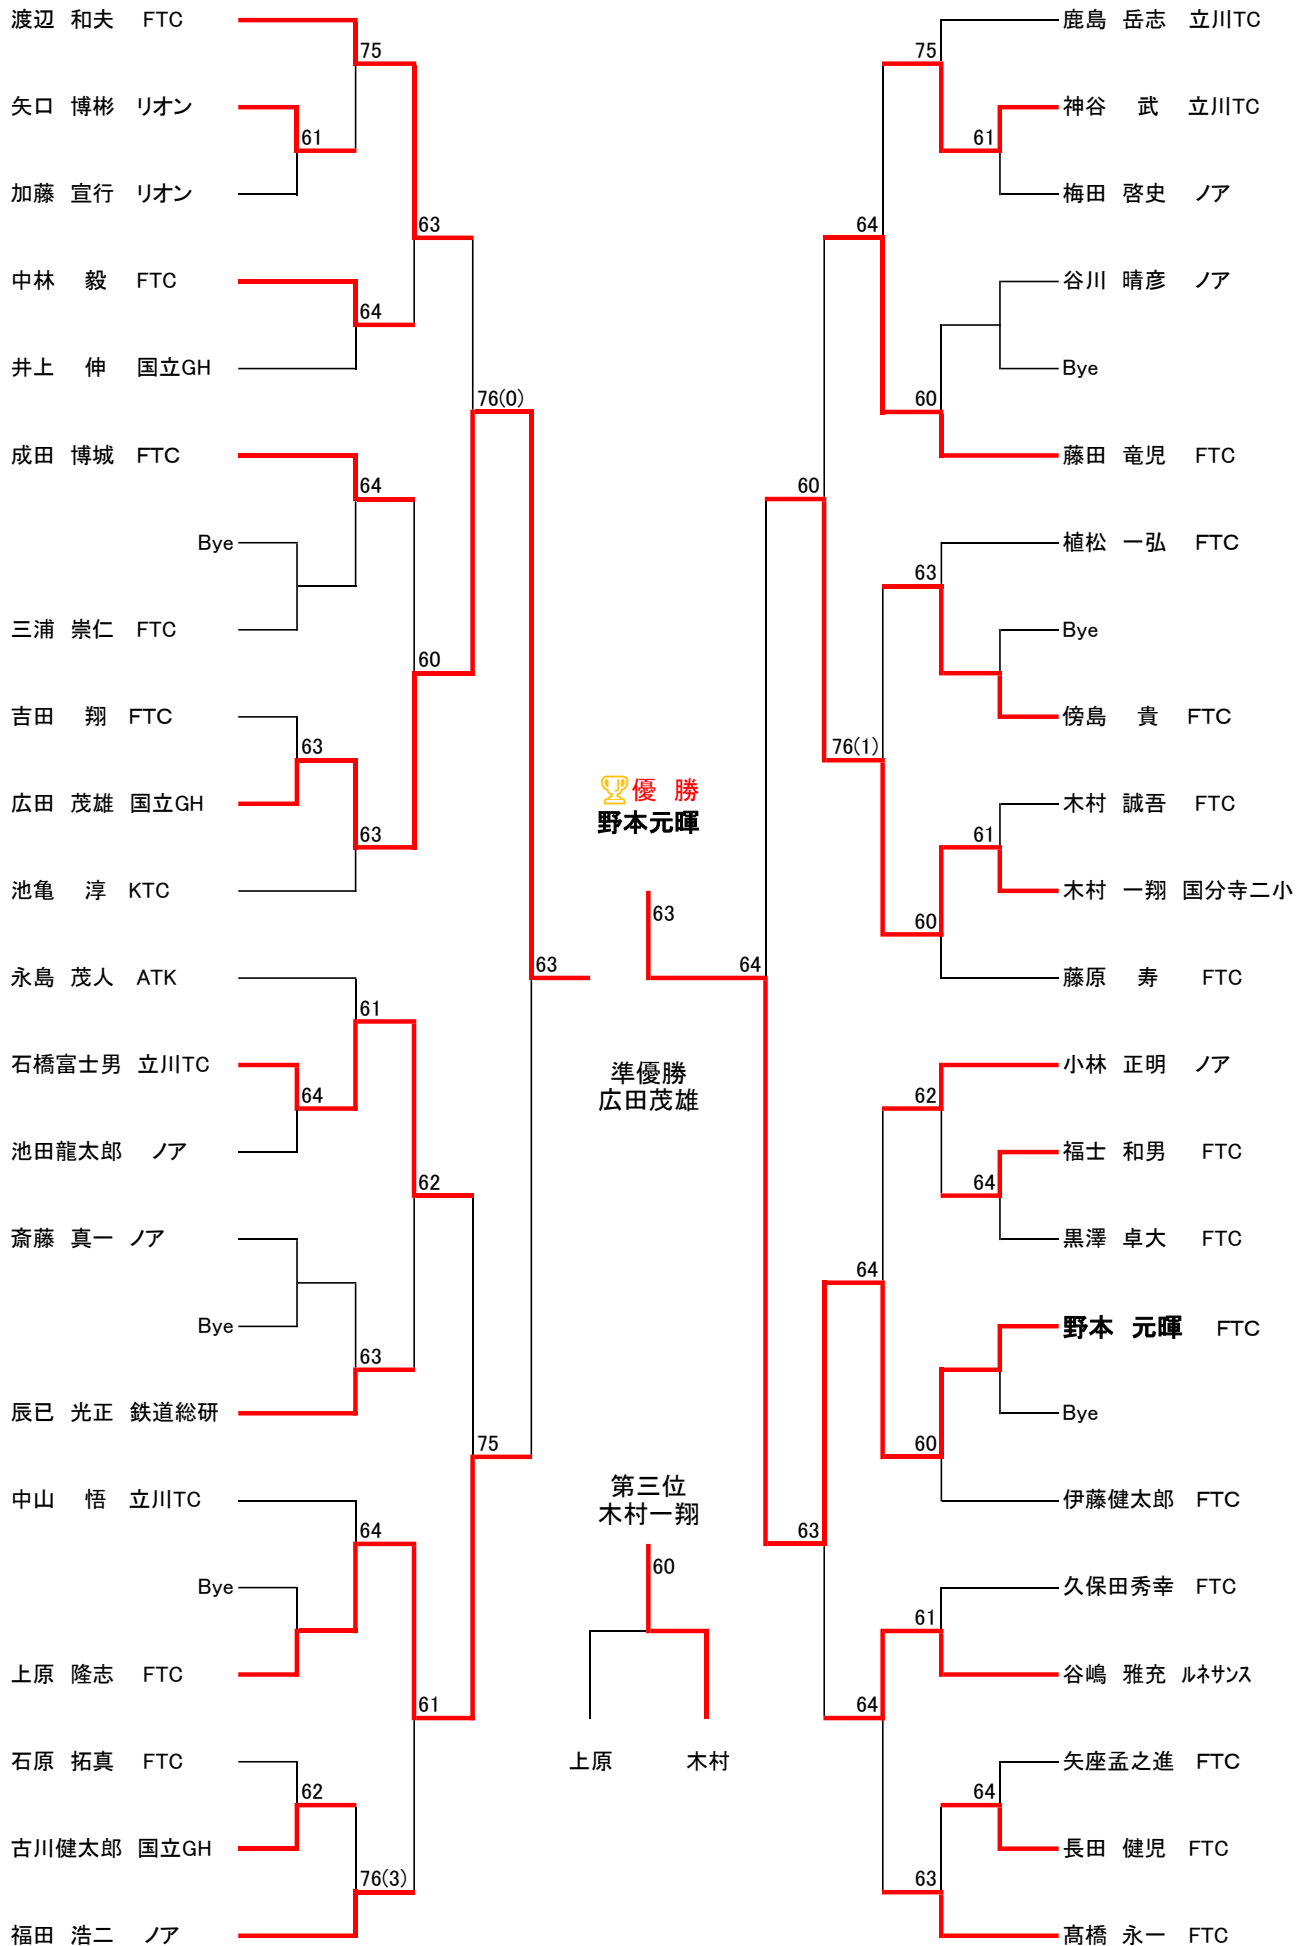 渡辺 和夫 FTC
75
矢口 博彬 リオン
61
加藤 宣行 リオン
63
中林 毅 FTC
64
井上 伸 国立GH
76(0)
成田 博城 FTC
64
Bye
三浦 崇仁 FTC
60
吉田 翔 FTC
63
広田 茂雄 国立GH
63
池亀 淳 KTC
63
永島 茂人 ATK
61
石橋富士男 立川TC
64
池田龍太郎 ノア
62
斎藤 真一 ノア
Bye
63
辰已 光正 鉄道総研
75
中山 悟 立川TC
64
Bye
上原 隆志 FTC
61
石原 拓真 FTC
62
古川健太郎 国立GH
76(3)
福田 浩二 ノア
優 勝
野本元暉
63
準優勝
広田茂雄
第三位
木村一翔
60
上原 木村
鹿島 岳志 立川TC
75
神谷 武 立川TC
61
梅田 啓史 ノア
64
谷川 晴彦 ノア
Bye
60
藤田 竜児 FTC
60
植松 一弘 FTC
63
Bye
傍島 貴 FTC
76(1)
木村 誠吾 FTC
61
木村 一翔 国分寺二小
60
藤原 寿 FTC
64
小林 正明 ノア
62
福士 和男 FTC
64
黒澤 卓大 FTC
64
野本 元暉 FTC
Bye
60
伊藤健太郎 FTC
63
久保田秀幸 FTC
61
谷嶋 雅充 ルネサンス
64
矢座孟之進 FTC
64
長田 健児 FTC
63
髙橋 永一 FTC